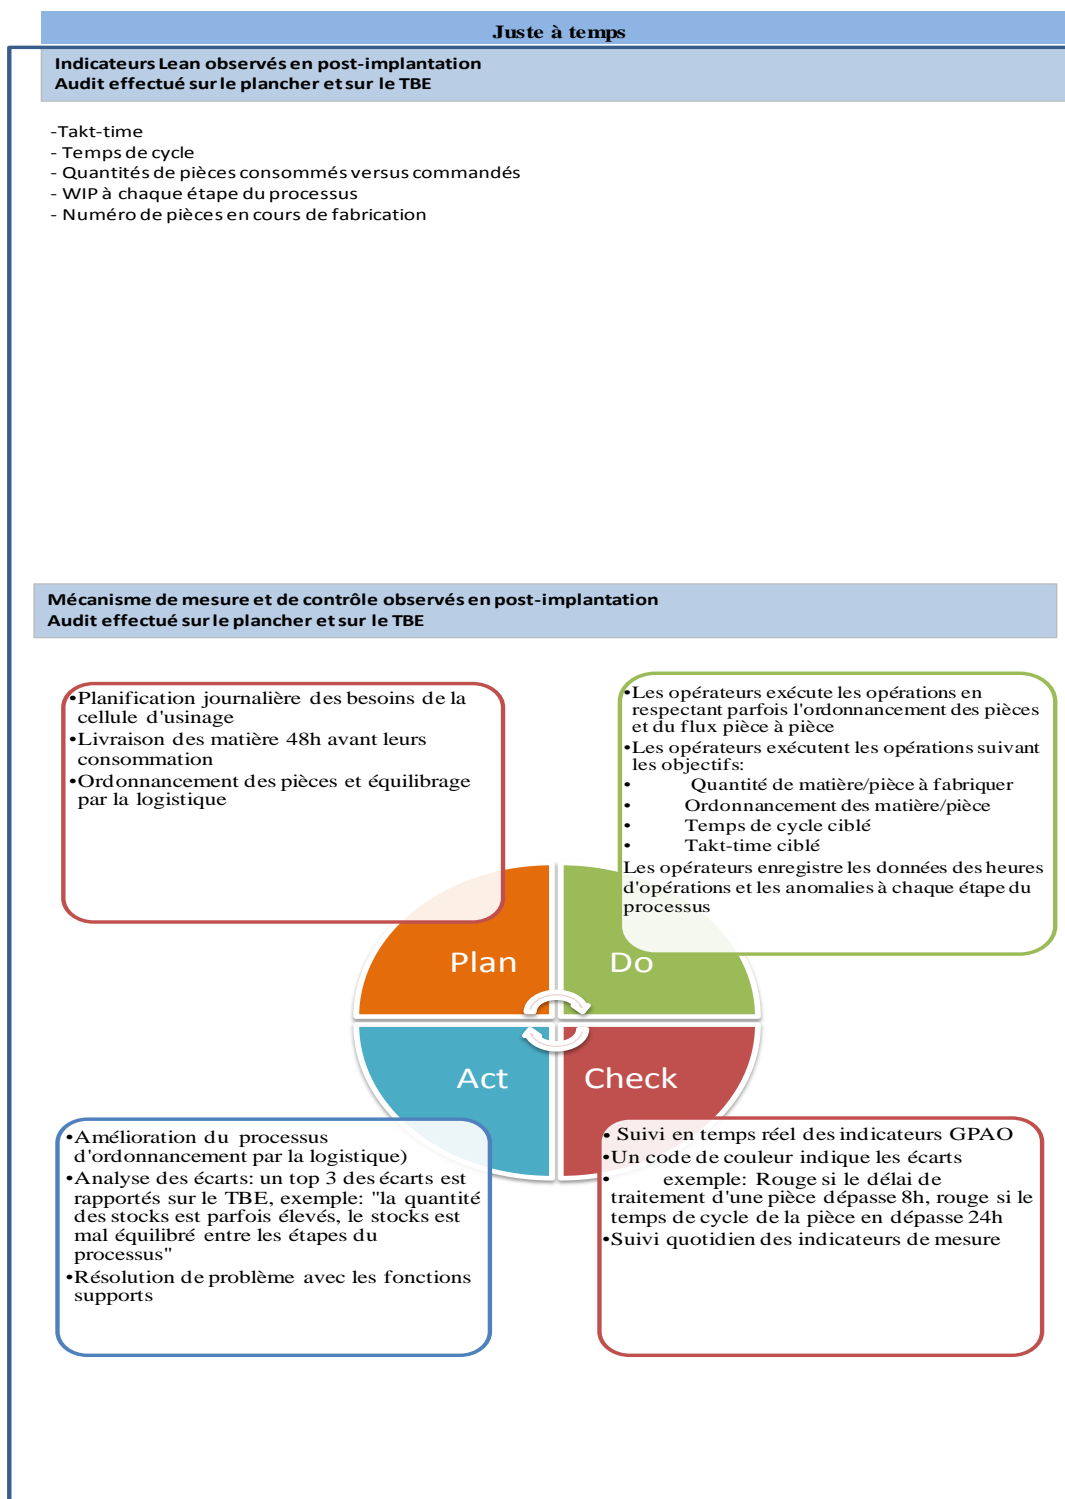 Juste à temps
Indicateurs Lean observés en post-implantation
Audit effectué sur le plancher et sur le TBE
-Takt-time
- Temps de cycle
- Quantités de pièces consommés versus commandés
- WIP à chaque étape du processus
- Numéro de pièces en cours de fabrication
Mécanisme de mesure et de contrôle observés en post-implantation
Audit effectué sur le plancher et sur le TBE
•Planification journalière des besoins de la
cellule d'usinage
•Livraison des matière 48h avant leurs
consommation
•Ordonnancement des pièces et équilibrage
par la logistique
•Les opérateurs exécute les opérations en
respectant parfois l'ordonnancement des pièces
et du flux pièce à pièce
•Les opérateurs exécutent les opérations suivant
les objectifs:
• Quantité de matière/pièce à fabriquer
• Ordonnancement des matière/pièce
• Temps de cycle ciblé
• Takt-time ciblé
Les opérateurs enregistre les données des heures
d'opérations et les anomalies à chaque étape du
processus
Plan
Do
Act
Check
•Amélioration du processus
d'ordonnancement par la logistique)
•Analyse des écarts: un top 3 des écarts est
rapportés sur le TBE, exemple: "la quantité
des stocks est parfois élevés, le stocks est
mal équilibré entre les étapes du
processus"
•Résolution de problème avec les fonctions
supports
• Suivi en temps réel des indicateurs GPAO
•Un code de couleur indique les écarts
• exemple: Rouge si le délai de
traitement d'une pièce dépasse 8h, rouge si le
temps de cycle de la pièce en dépasse 24h
•Suivi quotidien des indicateurs de mesure